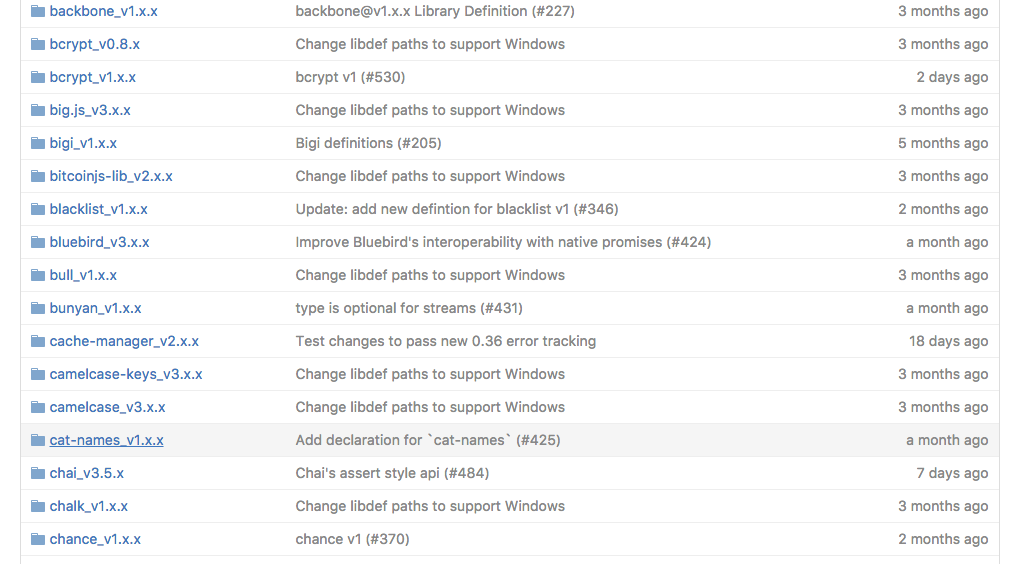 backbone_v1.x.x backbone@v1.x.x Library Definition (#227) 3 months ago
bcrypt_v0.8.x Change libdef paths to support Windows 3 months ago
bcrypt_v1.x.x bcrypt v1 (#530) 2 days ago
big.js_v3.x.x Change libdef paths to support Windows 3 months ago
bigi_v1.x.x Bigi definitions (#205) 5 months ago
bitcoinjs-lib_v2.x.x Change libdef paths to support Windows 3 months ago
blacklist_v1.x.x Update: add new defintion for blacklist v1 (#346) 2 months ago
bluebird_v3.x.x Improve Bluebird's interoperability with native promises (#424) a month ago
bull_v1.x.x Change libdef paths to support Windows 3 months ago
bunyan_v1.x.x type is optional for streams (#431) a month ago
cache-manager_v2.x.x Test changes to pass new 0.36 error tracking 18 days ago
camelcase-keys_v3.x.x Change libdef paths to support Windows 3 months ago
camelcase_v3.x.x Change libdef paths to support Windows 3 months ago
cat-names_v1.x.x Add declaration for `cat-names` (#425) a month ago
chai_v3.5.x Chai's assert style api (#484) 7 days ago
chalk_v1.x.x Change libdef paths to support Windows 3 months ago
chance_v1.x.x chance v1 (#370) 2 months ago